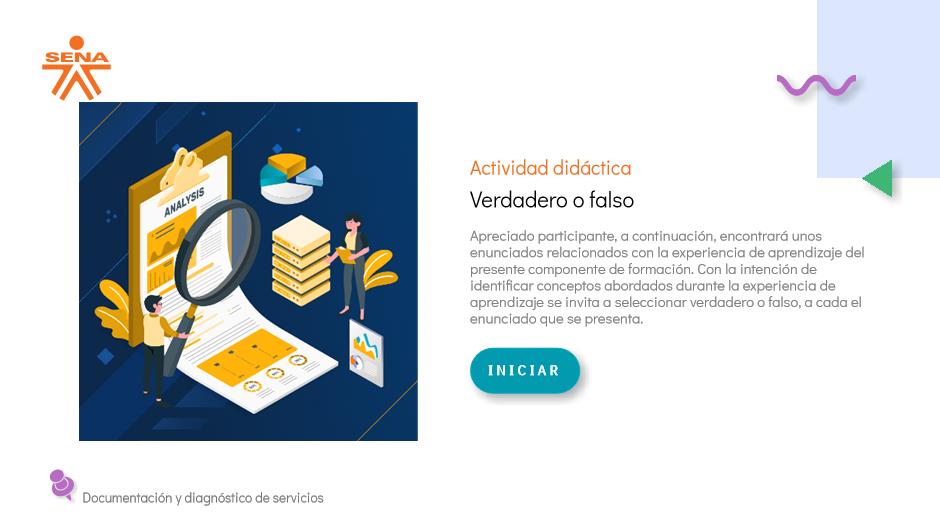 SENA
ANALYSIS
Actividad didáctica
Verdadero o falso
Apreciado participante, a continuación, encontrará unos
enunciados relacionados con la experiencia de aprendizaje del
presente componente de formación. Con la intención de
identificar conceptos abordados durante la experiencia de
aprendizaje se invita a seleccionar verdadero o falso, a cada el
enunciado que se presenta.
INICIAR
Documentación y diagnóstico de servicios